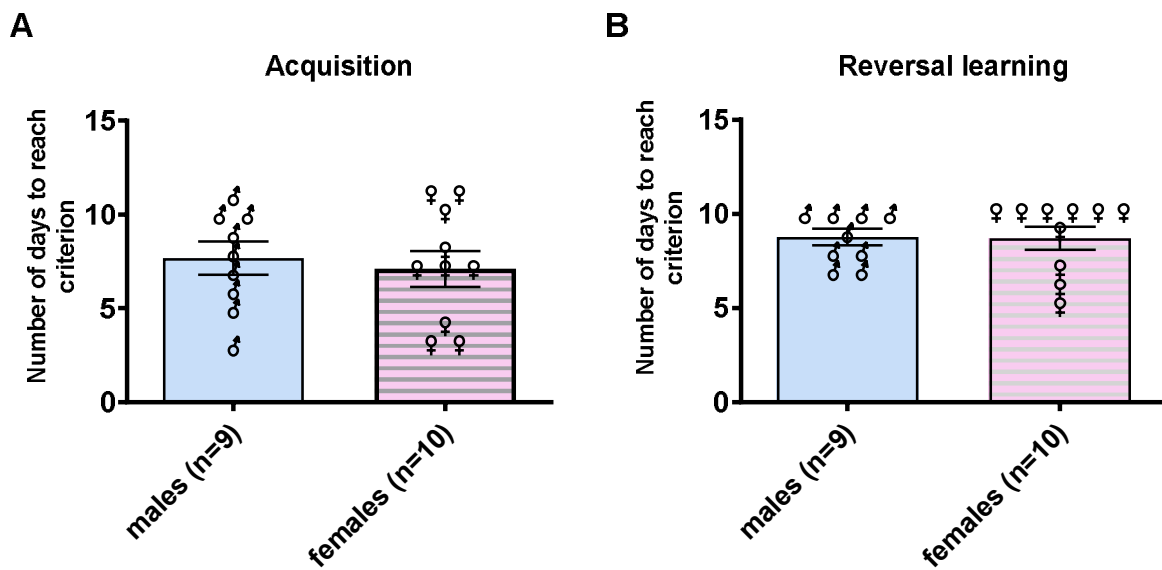 A
Acquisition
Number of days to reach
criterion
15
10
5
0
males (n=9)
females (n=10)
B
Reversal learning
Number of days to reach
criterion
15
10
5
0
males (n=9)
females (n=10)